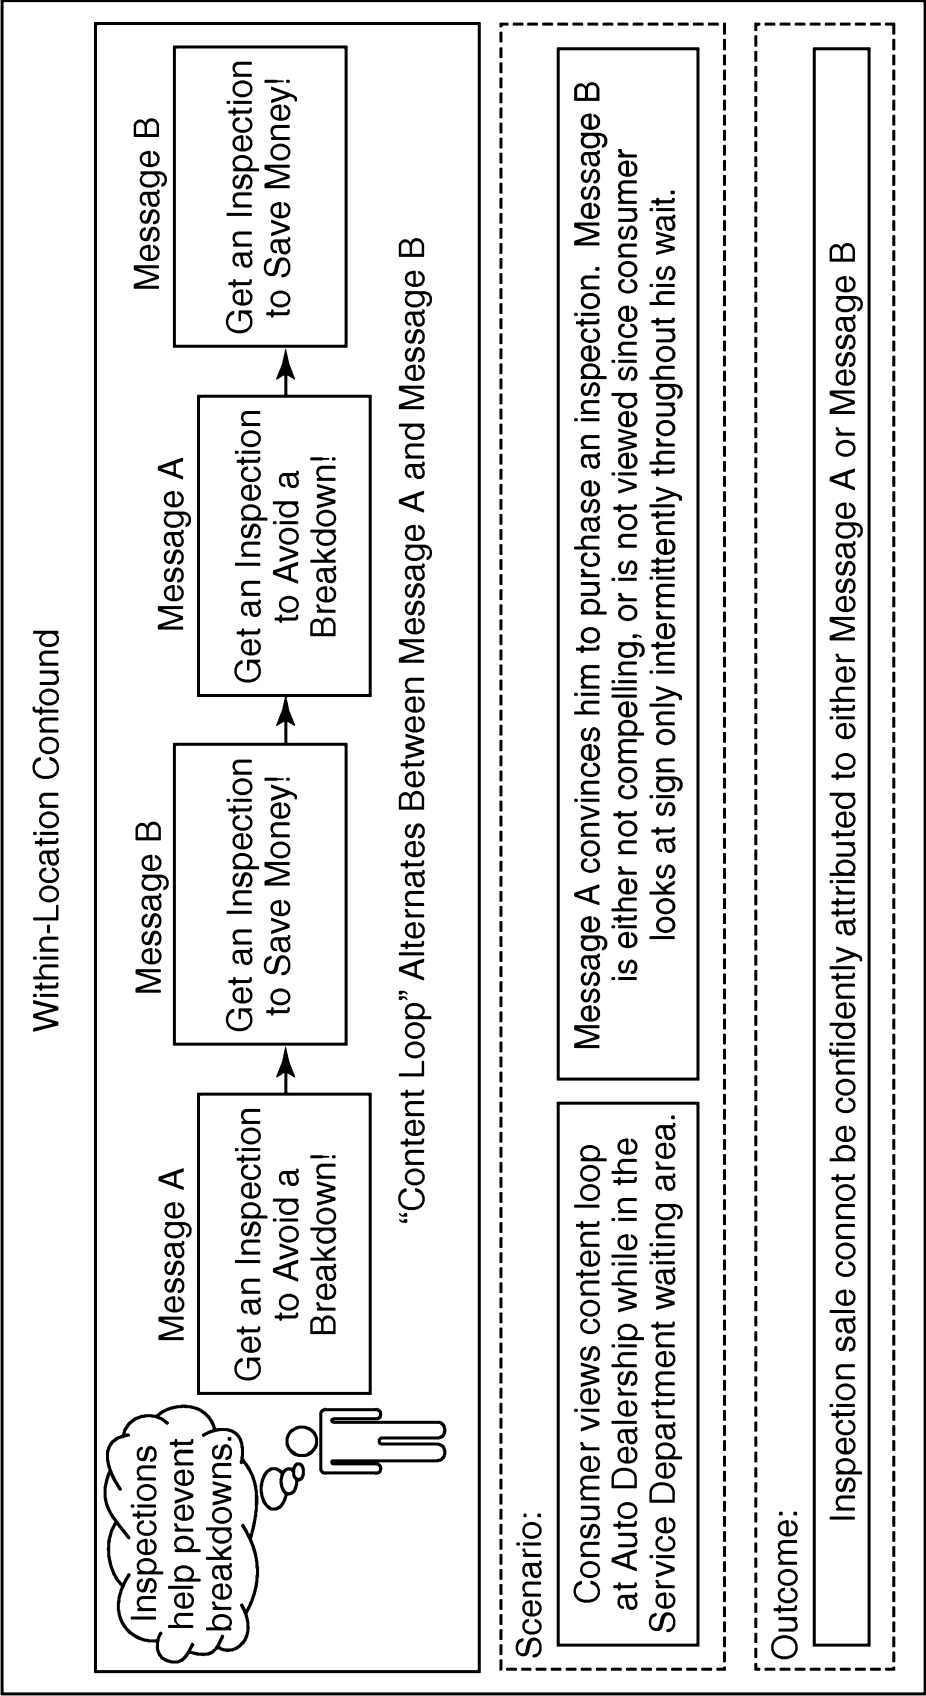 Within-Location Confound
Inspections
help prevent
breakdowns.
Message A
Get an Inspection
to Avoid a
Breakdown!
Message B
Get an Inspection
to Save Money!
Message A
Get an Inspection
to Avoid a
Breakdown!
Message B
Get an Inspection
to Save Money!
“Content Loop” Alternates Between Message A and Message B
Scenario:
Consumer views content loop
at Auto Dealership while in the
Service Department waiting area.
Message A convinces him to purchase an inspection. Message B
is either not compelling, or is not viewed since consumer
looks at sign only intermittently throughout his wait.
Outcome:
Inspection sale connot be confidently attributed to either Message A or Message B